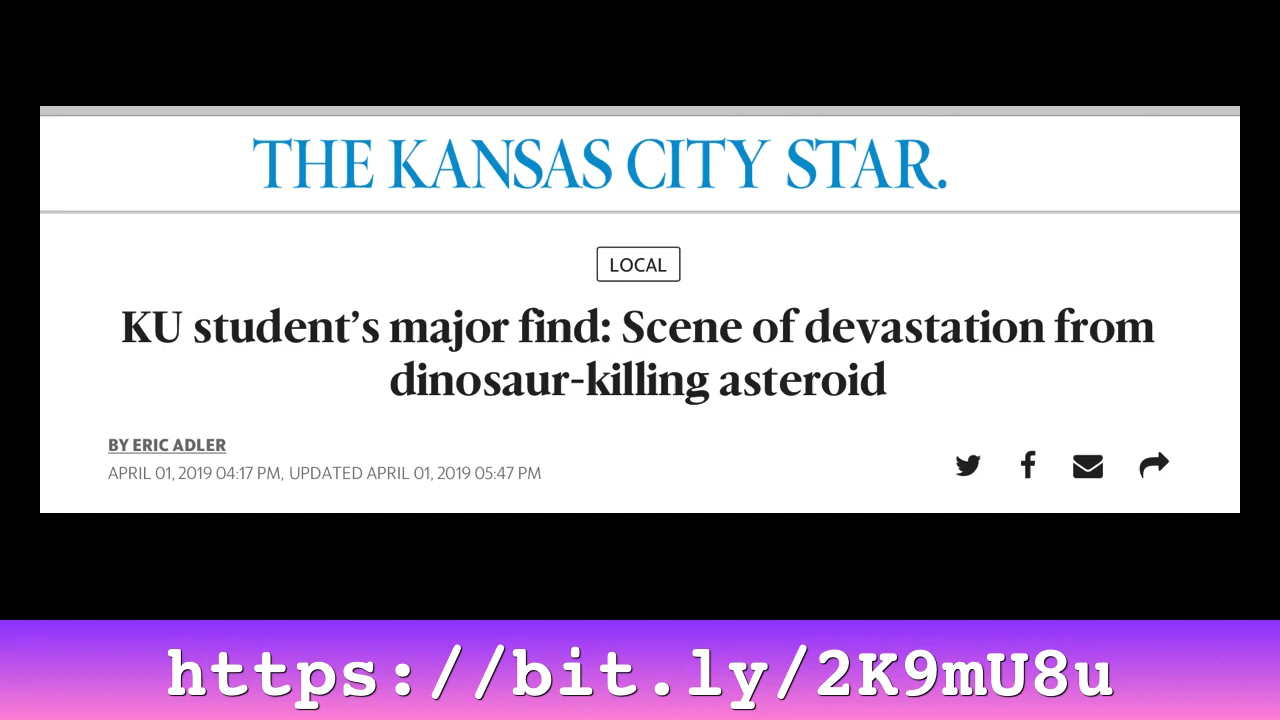 THE KANSAS CITY STAR.
LOCAL
KU student's major find: Scene of devastation from
dinosaur-killing asteroid
BY ERIC ADLER
APRIL 01, 2019 04:17 PM, UPDATED APRIL 01, 2019 05:47 PM
https://bit.ly/2K9mU8u